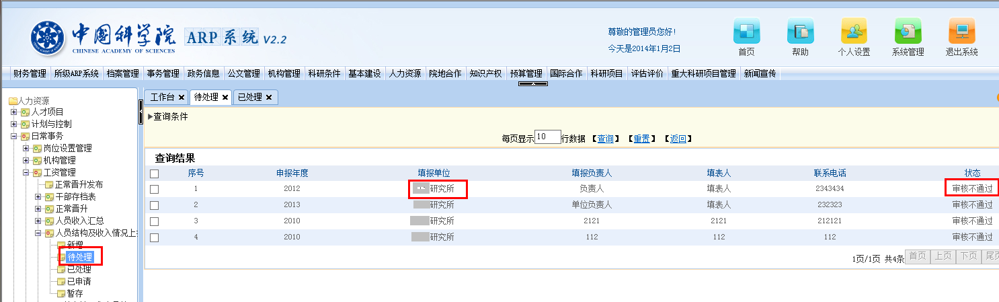 中国科学院 ARP 系统 V2.2
CHINESE ACADEMY OF SCIENCES
尊敬的管理员您好!
今天是2014年1月2日
首页 帮助 个人设置 系统管理 退出系统
财务管理 所级ARP系统 档案管理 事务管理 政务信息 公文管理 机构管理 科研条件 基本建设 人力资源 院地合作 知识产权 预算管理 国际合作 科研项目 评估评价 重大科研项目管理 新闻宣传
人力资源
人才项目
计划与控制
日常事务
岗位设置管理
机构管理
工资管理
正常晋升发布
干部存档表
正常晋升
人员收入汇总
人员结构及收入情况上
新增
待处理
已处理
已申请
暂存
工作台 待处理 已处理
查询条件
每页显示 10 行数据 【查询】 【重置】 【返回】
查询结果
序号 申报年度 填报单位 填报负责人 填表人 联系电话 状态
1 2012 研究所 负责人 填表人 2343434 审核不通过
2 2013 研究所 单位负责人 填表人 232323 审核不通过
3 2010 研究所 2121 2121 212121 审核不通过
4 2010 研究所 112 112 112 审核不通过
1页/1页 共4条 首页 上页 下页 尾页